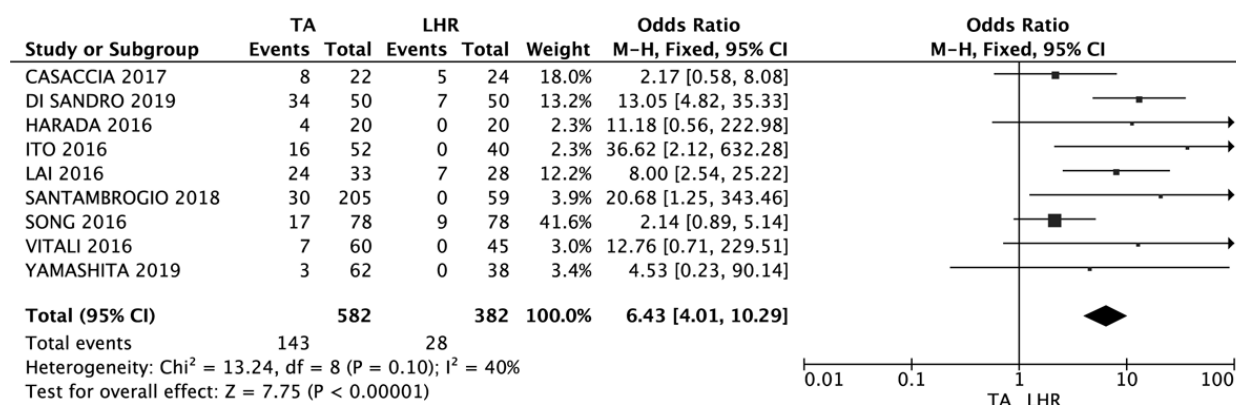 TA LHR Odds Ratio Odds Ratio
Study or Subgroup Events Total Events Total Weight M–H, Fixed, 95% CI M–H, Fixed, 95% CI
CASACCIA 2017 8 22 5 24 18.0% 2.17 [0.58, 8.08]
DI SANDRO 2019 34 50 7 50 13.2% 13.05 [4.82, 35.33]
HARADA 2016 4 20 0 20 2.3% 11.18 [0.56, 222.98]
ITO 2016 16 52 0 40 2.3% 36.62 [2.12, 632.28]
LAI 2016 24 33 7 28 12.2% 8.00 [2.54, 25.22]
SANTAMBROGIO 2018 30 205 0 59 3.9% 20.68 [1.25, 343.46]
SONG 2016 17 78 9 78 41.6% 2.14 [0.89, 5.14]
VITALI 2016 7 60 0 45 3.0% 12.76 [0.71, 229.51]
YAMASHITA 2019 3 62 0 38 3.4% 4.53 [0.23, 90.14]
Total (95% CI) 582 382 100.0% 6.43 [4.01, 10.29]
Total events 143 28
Heterogeneity: Chi² = 13.24, df = 8 (P = 0.10); I² = 40%
Test for overall effect: Z = 7.75 (P < 0.00001)
0.01 0.1 1 10 100
TA LHR